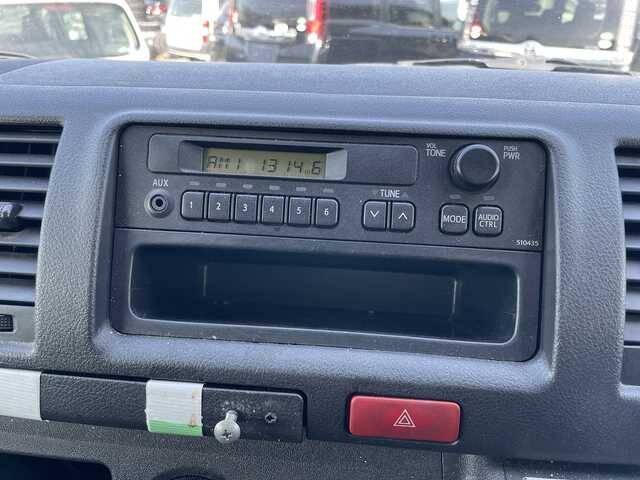 AM1 1314 6
VOL
TONE
PUSH
PWR
AUX
1 2 3 4 5 6
TUNE
MODE
AUDIO
CTRL
510435